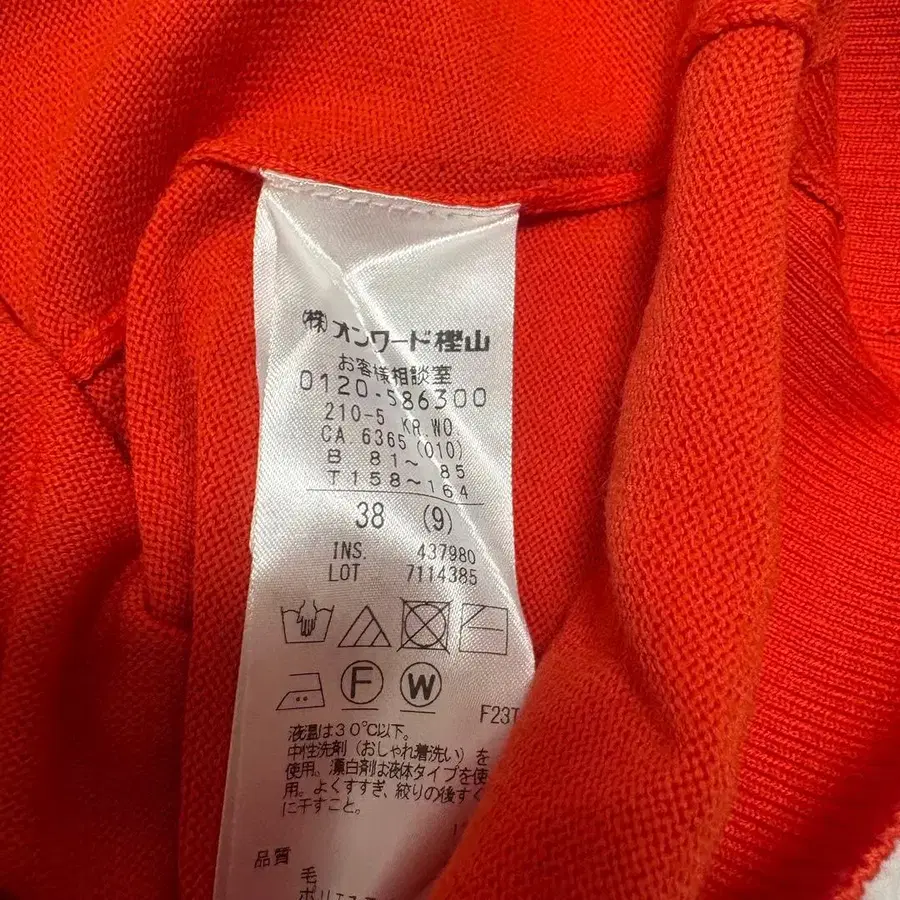 ㈱オンワード樫山
お客様相談室
0120-586300
210-5 KR.WO
CA.6365(010)
B 81～ 85
T158～164
38 (9)
INS. 437980
LOT 7114385
F W
F23T
液温は30℃以下。
中性洗剤（おしゃれ着洗い）を
使用。漂白剤は液体タイプを使
用。よくすすぎ、絞りの後すぐ
に干すこと。
品質
毛